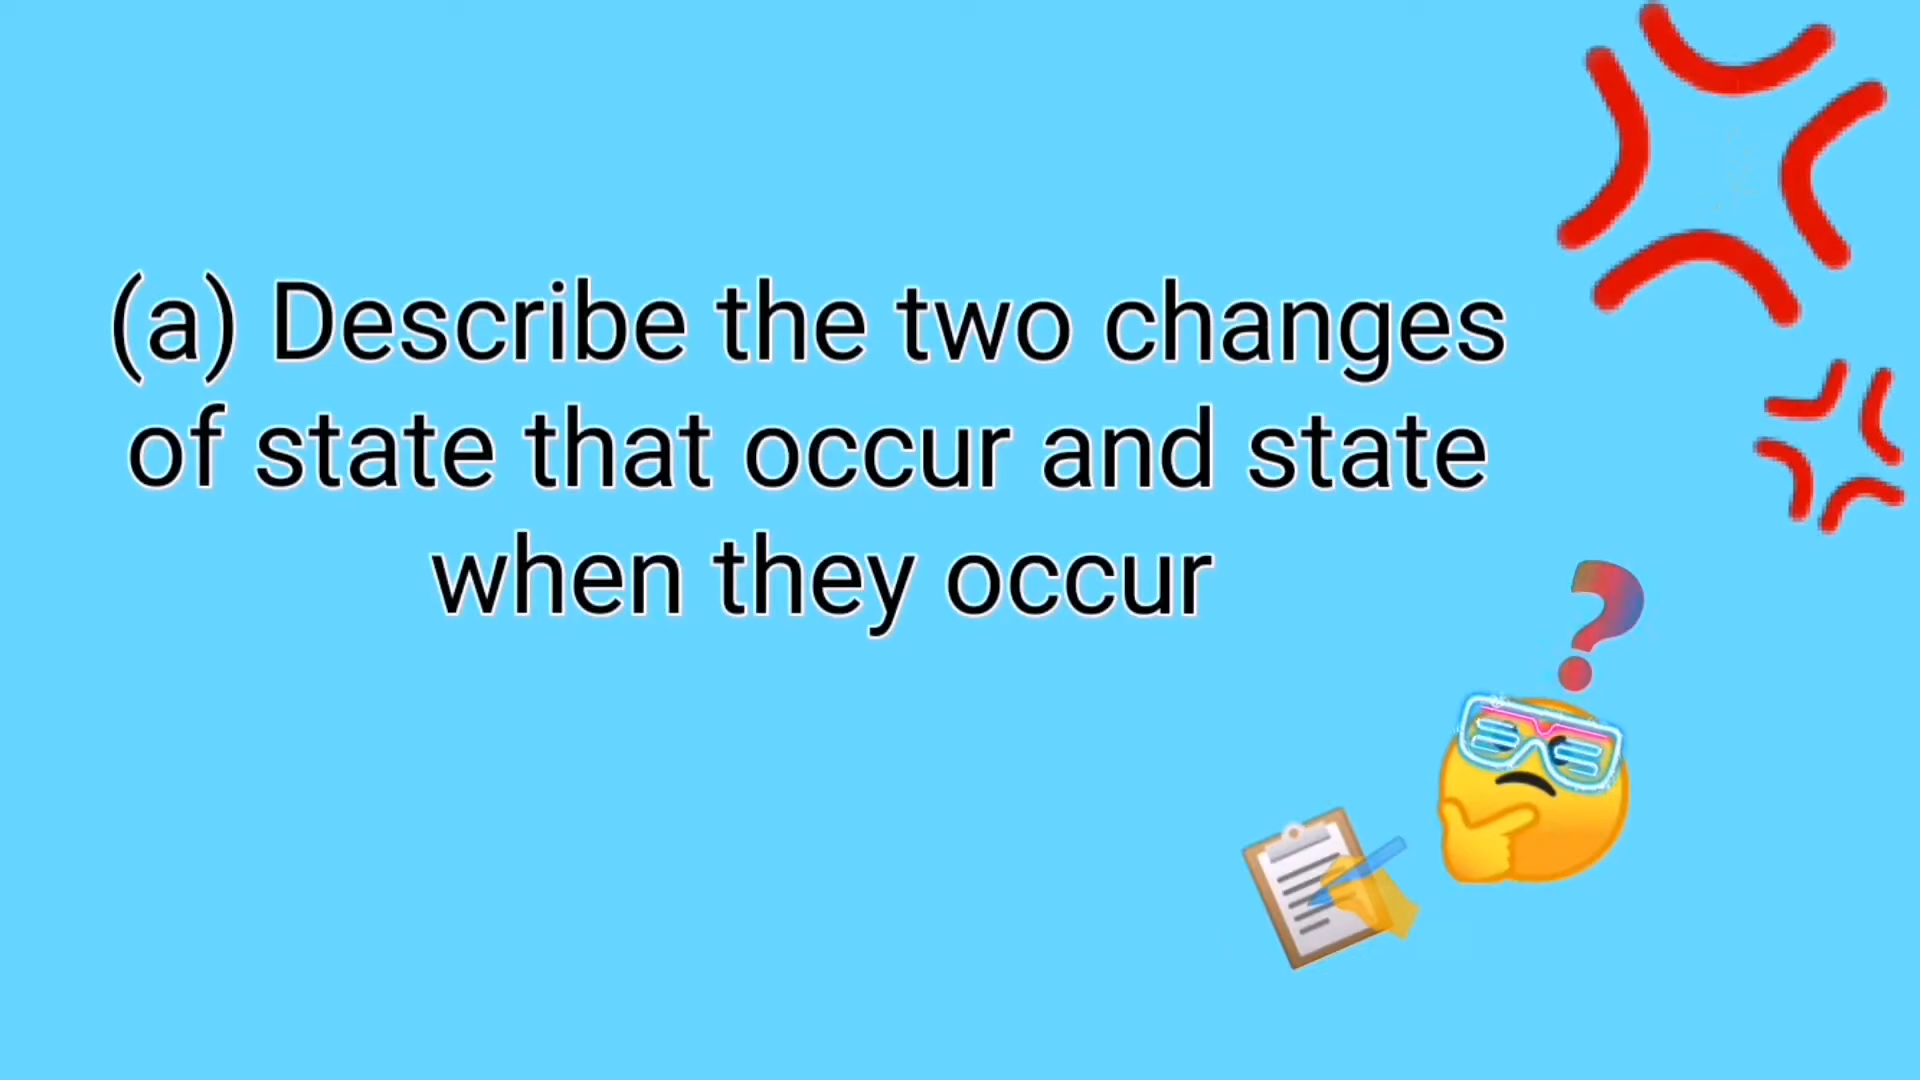 (a) Describe the two changes
of state that occur and state
when they occur
?